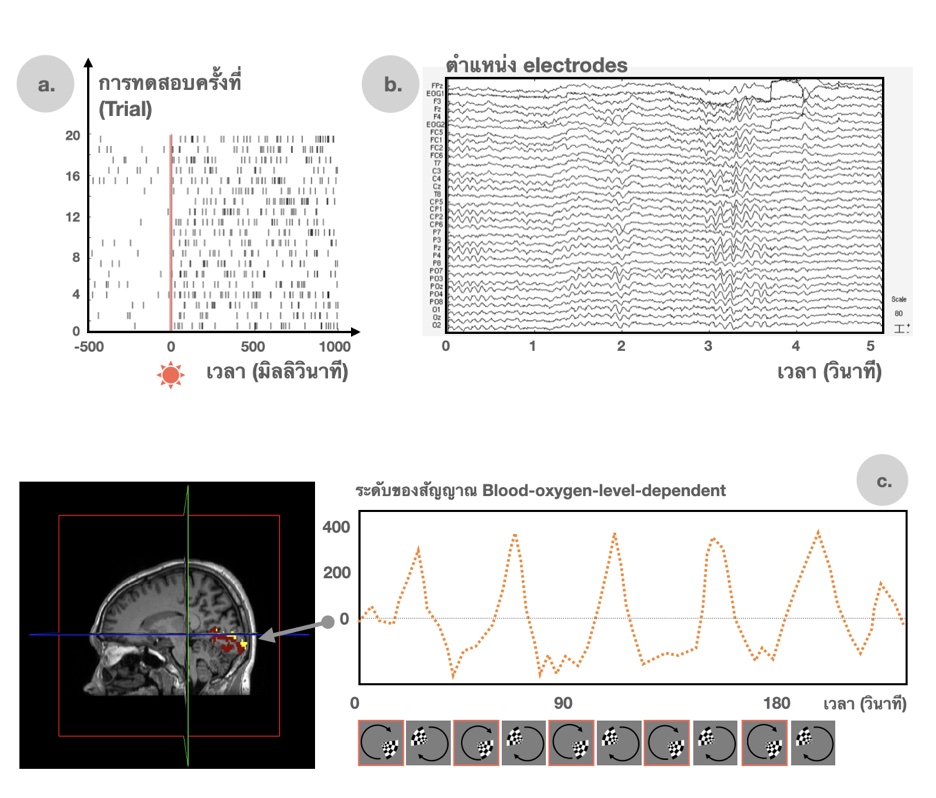 a.
การทดสอบครั้งที่
(Trial)
20
16
12
8
4
0
-500
0
500
1000
เวลา (มิลลิวินาที)
b.
ตำแหน่ง electrodes
FPz
EOG1
F3
Fz
F4
EOG2
FC5
FC1
FC2
FC6
T7
C3
C4
Cz
T8
CP5
CP1
CP2
CP6
P7
P3
Pz
P4
P8
PO7
PO3
POz
PO4
PO8
O1
Oz
O2
Scale
80
0
1
2
3
4
5
เวลา (วินาที)
c.
ระดับของสัญญาณ Blood-oxygen-level-dependent
400
200
0
0
90
180
เวลา (วินาที)